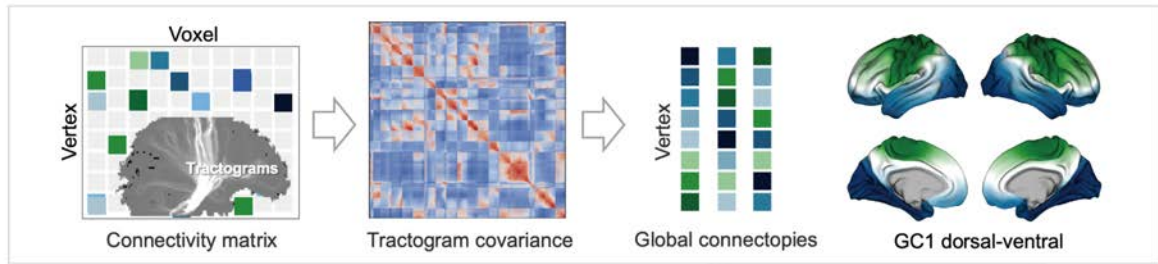 Voxel
Vertex
Tractograms
Connectivity matrix
Tractogram covariance
Vertex
Global connectopies
GC1 dorsal-ventral